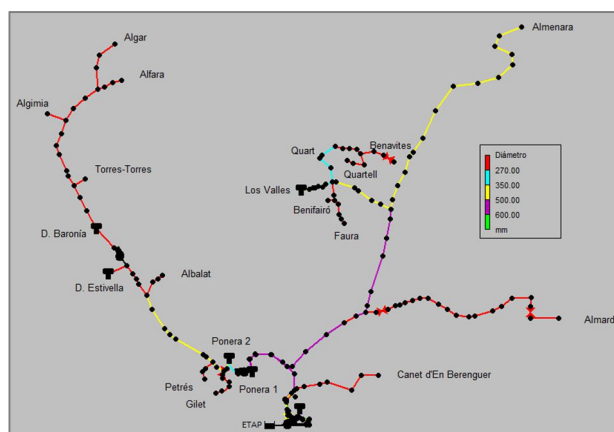 Algar
Almenara
Alfara
Algimia
Benavites
Quart
Diámetro
270.00
350.00
500.00
600.00
mm
Torres-Torres
Quartell
Los Valles
Benifairó
Faura
D. Baronía
D. Estivella
Albalat
Almard
Ponera 2
Canet d'En Berenguer
Petrés
Ponera 1
Gilet
ETAP